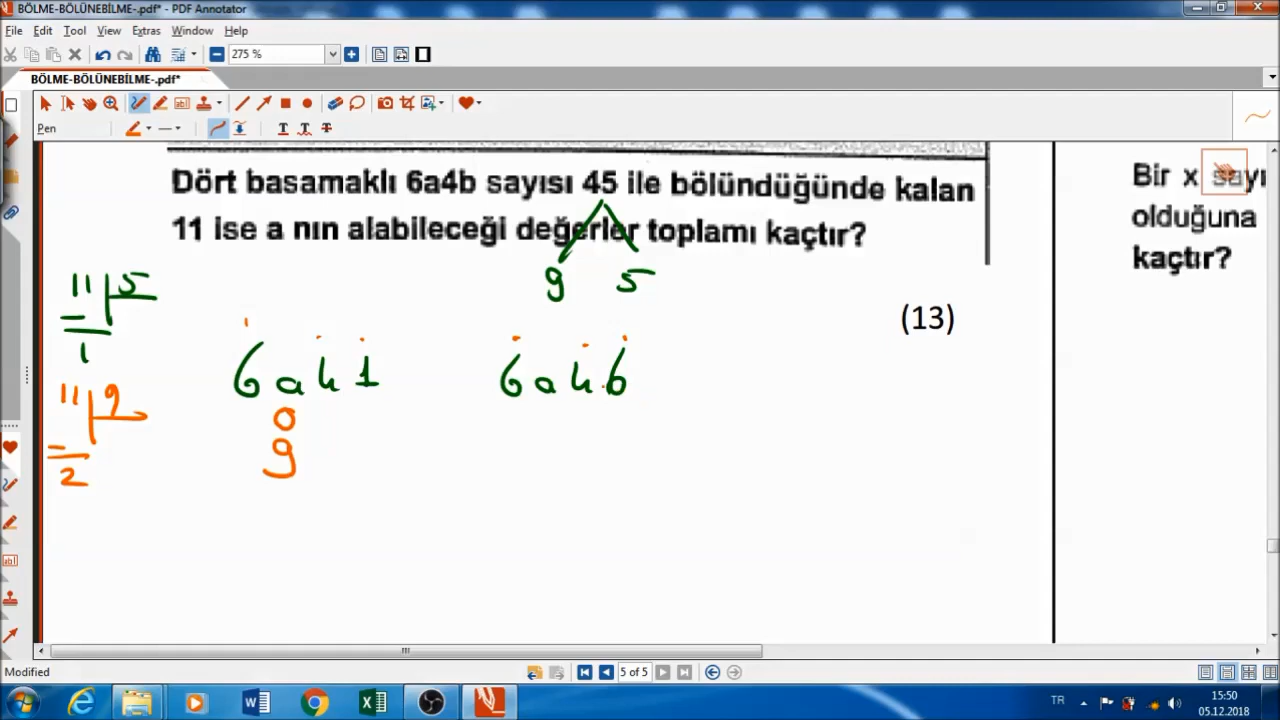 BÖLME-BÖLÜNEBİLME-.pdf* - PDF Annotator
File Edit Tool View Extras Window Help
275 %
BÖLME-BÖLÜNEBİLME-.pdf*
Pen
Dört basamaklı 6a4b sayısı 45 ile bölündüğünde kalan
11 ise a nın alabileceği değerler toplamı kaçtır?
Bir x sayı
olduğuna
kaçtır?
9 5
11 5
1
(13)
6a41 6a46
11 9
2
0
9
Modified
5 of 5
TR
15:50
05.12.2018